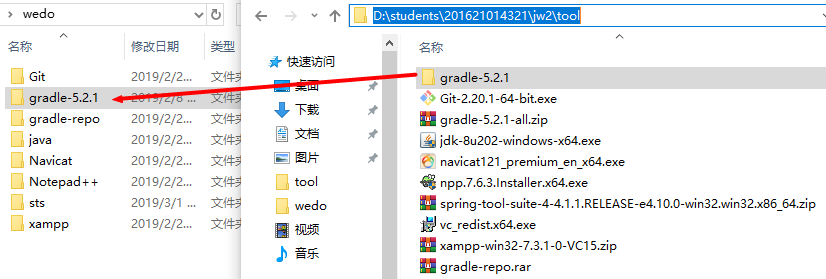 wedo
名称
修改日期
类型
Git
2019/2/2...
文件夹
gradle-5.2.1
2019/2/8 ...
文件夹
gradle-repo
2019/2/2...
文件夹
java
2019/2/2...
文件夹
Navicat
2019/2/2...
文件夹
Notepad++
2019/2/2...
文件夹
sts
2019/3/1 ...
文件夹
xampp
2019/2/2...
文件夹
D:\students\201621014321\jw2\tool
快速访问
桌面
下载
文档
图片
tool
wedo
视频
音乐
名称
gradle-5.2.1
Git-2.20.1-64-bit.exe
gradle-5.2.1-all.zip
jdk-8u202-windows-x64.exe
navicat121_premium_en_x64.exe
npp.7.6.3.Installer.x64.exe
spring-tool-suite-4-4.1.1.RELEASE-e4.10.0-win32.win32.x86_64.zip
vc_redist.x64.exe
xampp-win32-7.3.1-0-VC15.zip
gradle-repo.rar